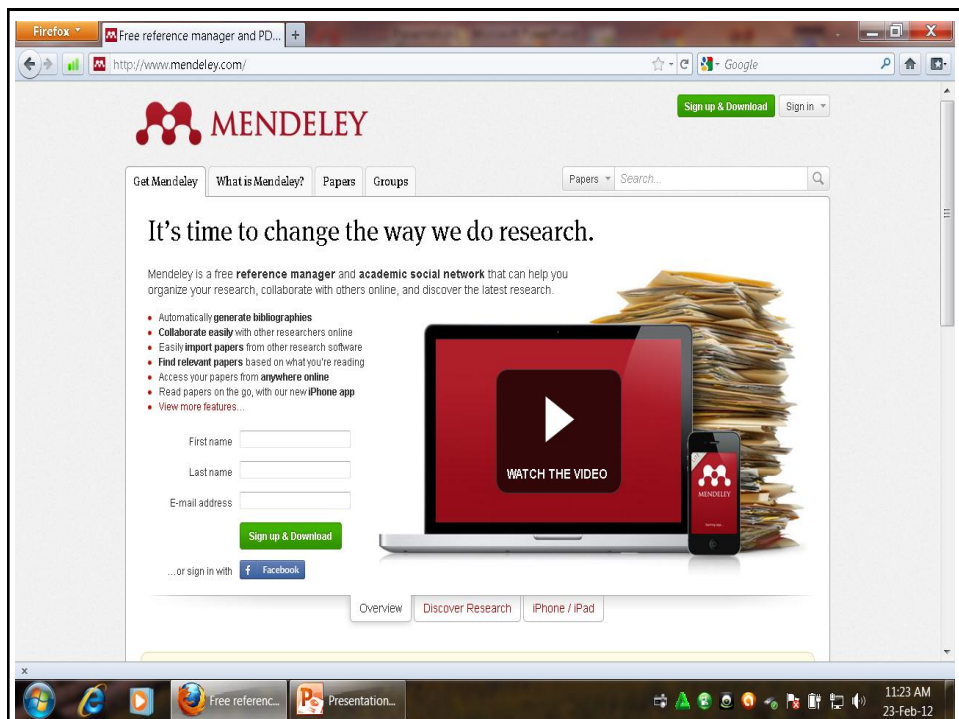 Firefox
Free reference manager and PD... +
http://www.mendeley.com/
Google
MENDELEY
Sign up & Download Sign in
Get Mendeley What is Mendeley? Papers Groups
Papers Search...
It's time to change the way we do research.
Mendeley is a free reference manager and academic social network that can help you
organize your research, collaborate with others online, and discover the latest research.
• Automatically generate bibliographies
• Collaborate easily with other researchers online
• Easily import papers from other research software
• Find relevant papers based on what you're reading
• Access your papers from anywhere online
• Read papers on the go, with our new iPhone app
• View more features...
First name
Last name
E-mail address
Sign up & Download
...or sign in with f Facebook
WATCH THE VIDEO
MENDELEY
Overview Discover Research iPhone / iPad
x
Free referenc... Presentation...
11:23 AM
23-Feb-12